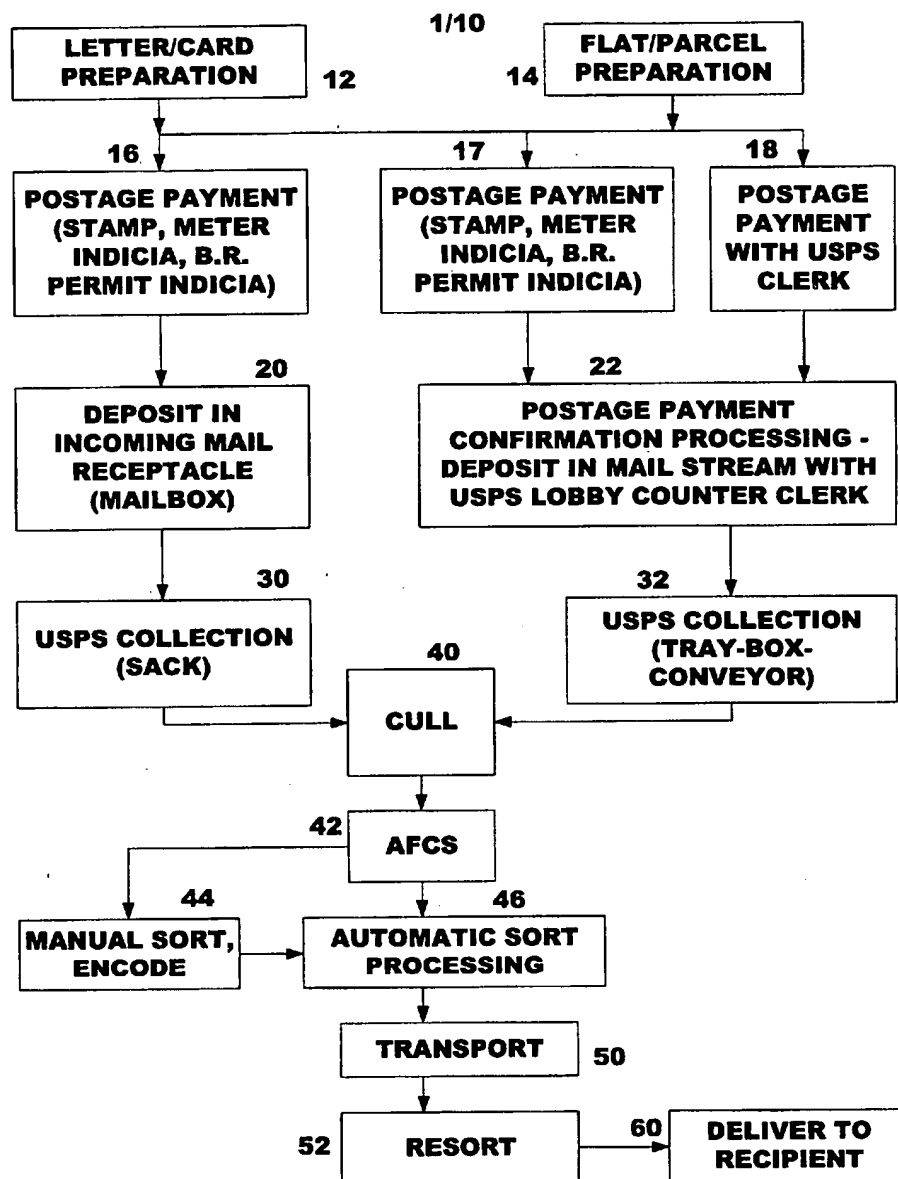 1/10
LETTER/CARD
PREPARATION
12
FLAT/PARCEL
PREPARATION
14
16
POSTAGE PAYMENT
(STAMP, METER
INDICIA, B.R.
PERMIT INDICIA)
17
POSTAGE PAYMENT
(STAMP, METER
INDICIA, B.R.
PERMIT INDICIA)
18
POSTAGE
PAYMENT
WITH USPS
CLERK
20
DEPOSIT IN
INCOMING MAIL
RECEPTACLE
(MAILBOX)
22
POSTAGE PAYMENT
CONFIRMATION PROCESSING -
DEPOSIT IN MAIL STREAM WITH
USPS LOBBY COUNTER CLERK
30
USPS COLLECTION
(SACK)
32
USPS COLLECTION
(TRAY-BOX-
CONVEYOR)
40
CULL
42
AFCS
44
MANUAL SORT,
ENCODE
46
AUTOMATIC SORT
PROCESSING
TRANSPORT
50
52
RESORT
60
DELIVER TO
RECIPIENT